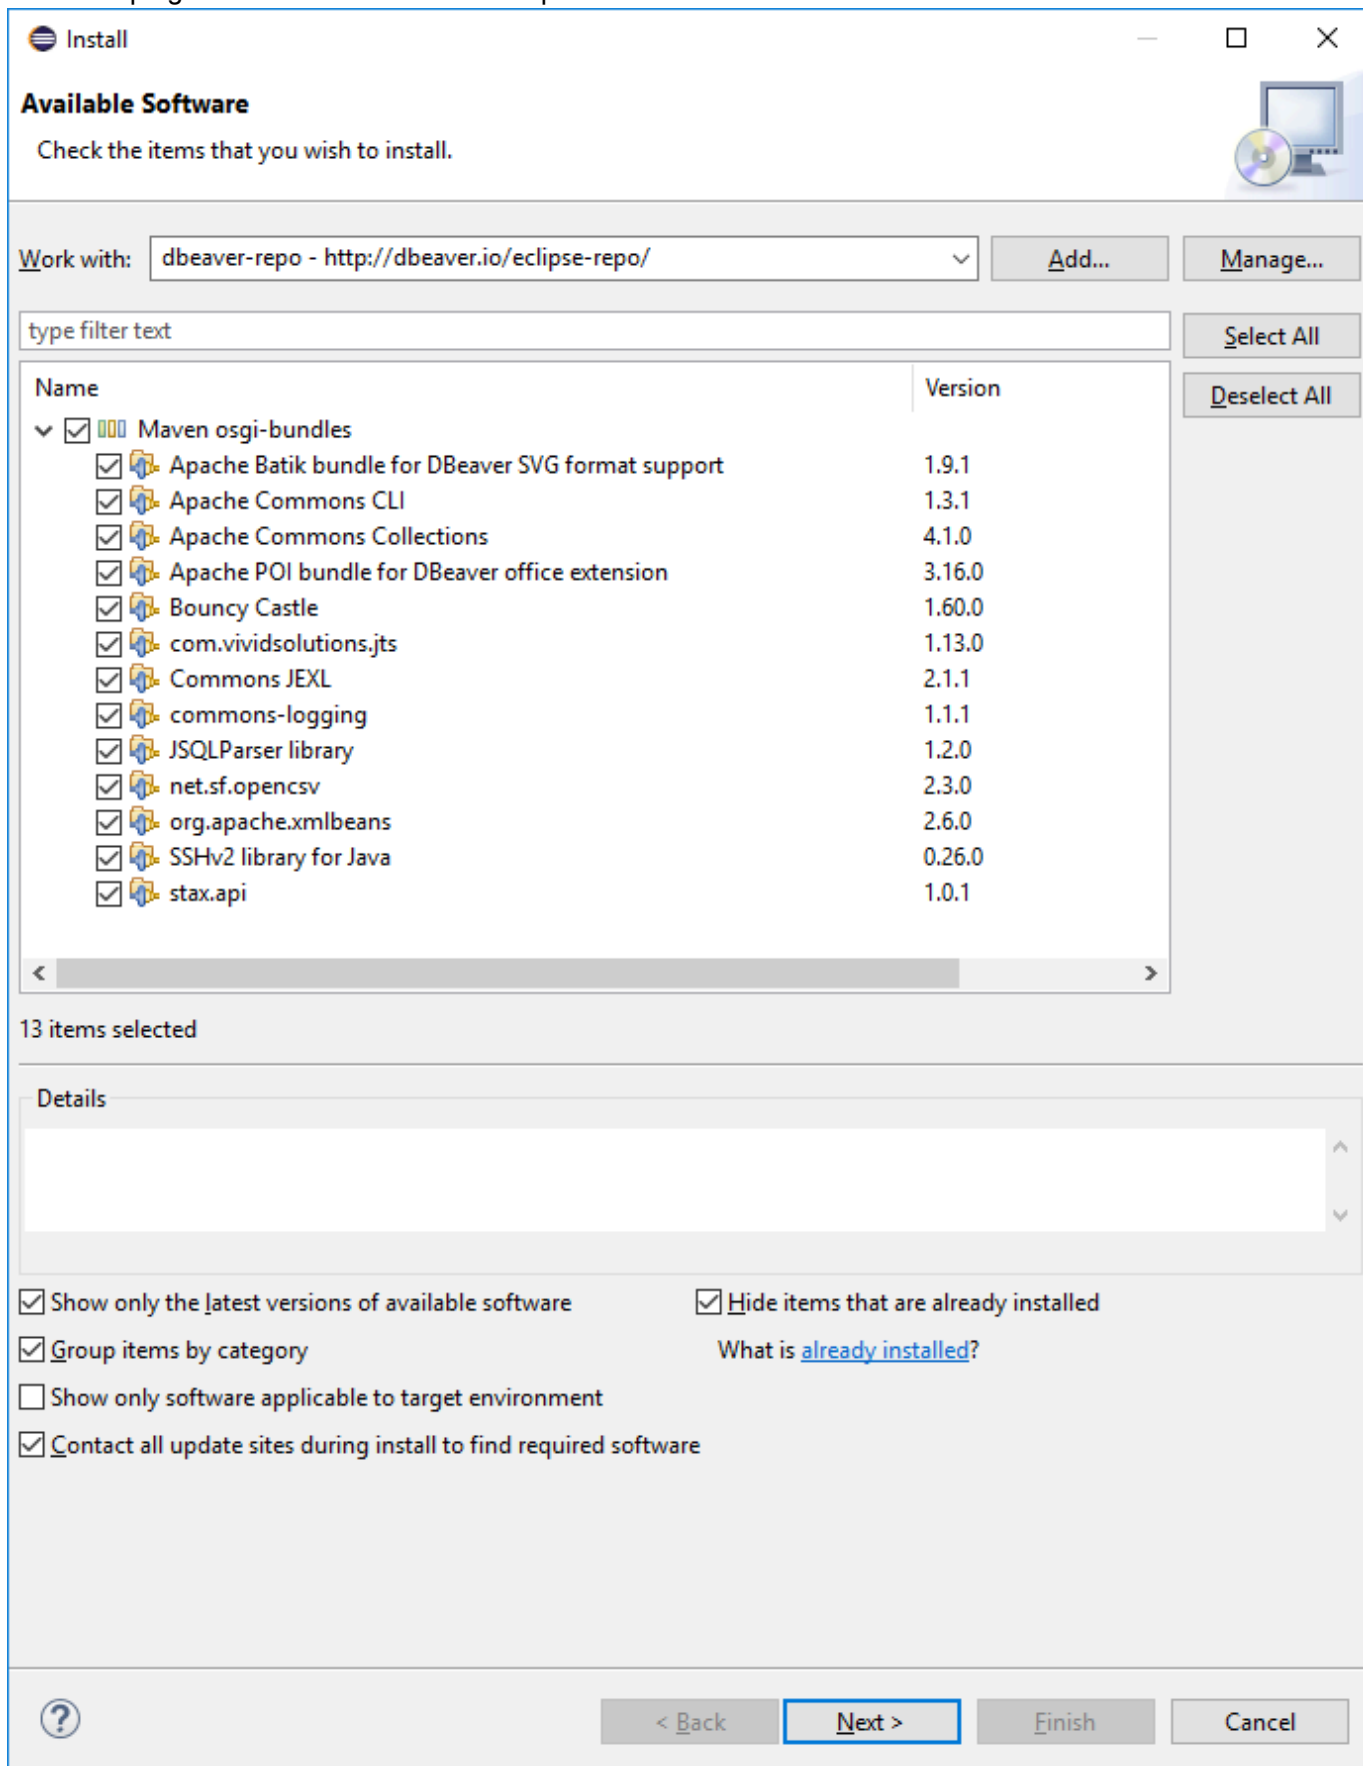 Install
Available Software
Check the items that you wish to install.
Work with: dbeaver-repo - http://dbeaver.io/eclipse-repo/ Add... Manage...
type filter text Select All
Name Version Deselect All
Maven osgi-bundles
Apache Batik bundle for DBeaver SVG format support 1.9.1
Apache Commons CLI 1.3.1
Apache Commons Collections 4.1.0
Apache POI bundle for DBeaver office extension 3.16.0
Bouncy Castle 1.60.0
com.vividsolutions.jts 1.13.0
Commons JEXL 2.1.1
commons-logging 1.1.1
JSQLParser library 1.2.0
net.sf.opencsv 2.3.0
org.apache.xmlbeans 2.6.0
SSHv2 library for Java 0.26.0
stax.api 1.0.1
13 items selected
Details
Show only the latest versions of available software Hide items that are already installed
Group items by category What is already installed?
Show only software applicable to target environment
Contact all update sites during install to find required software
? < Back Next > Finish Cancel